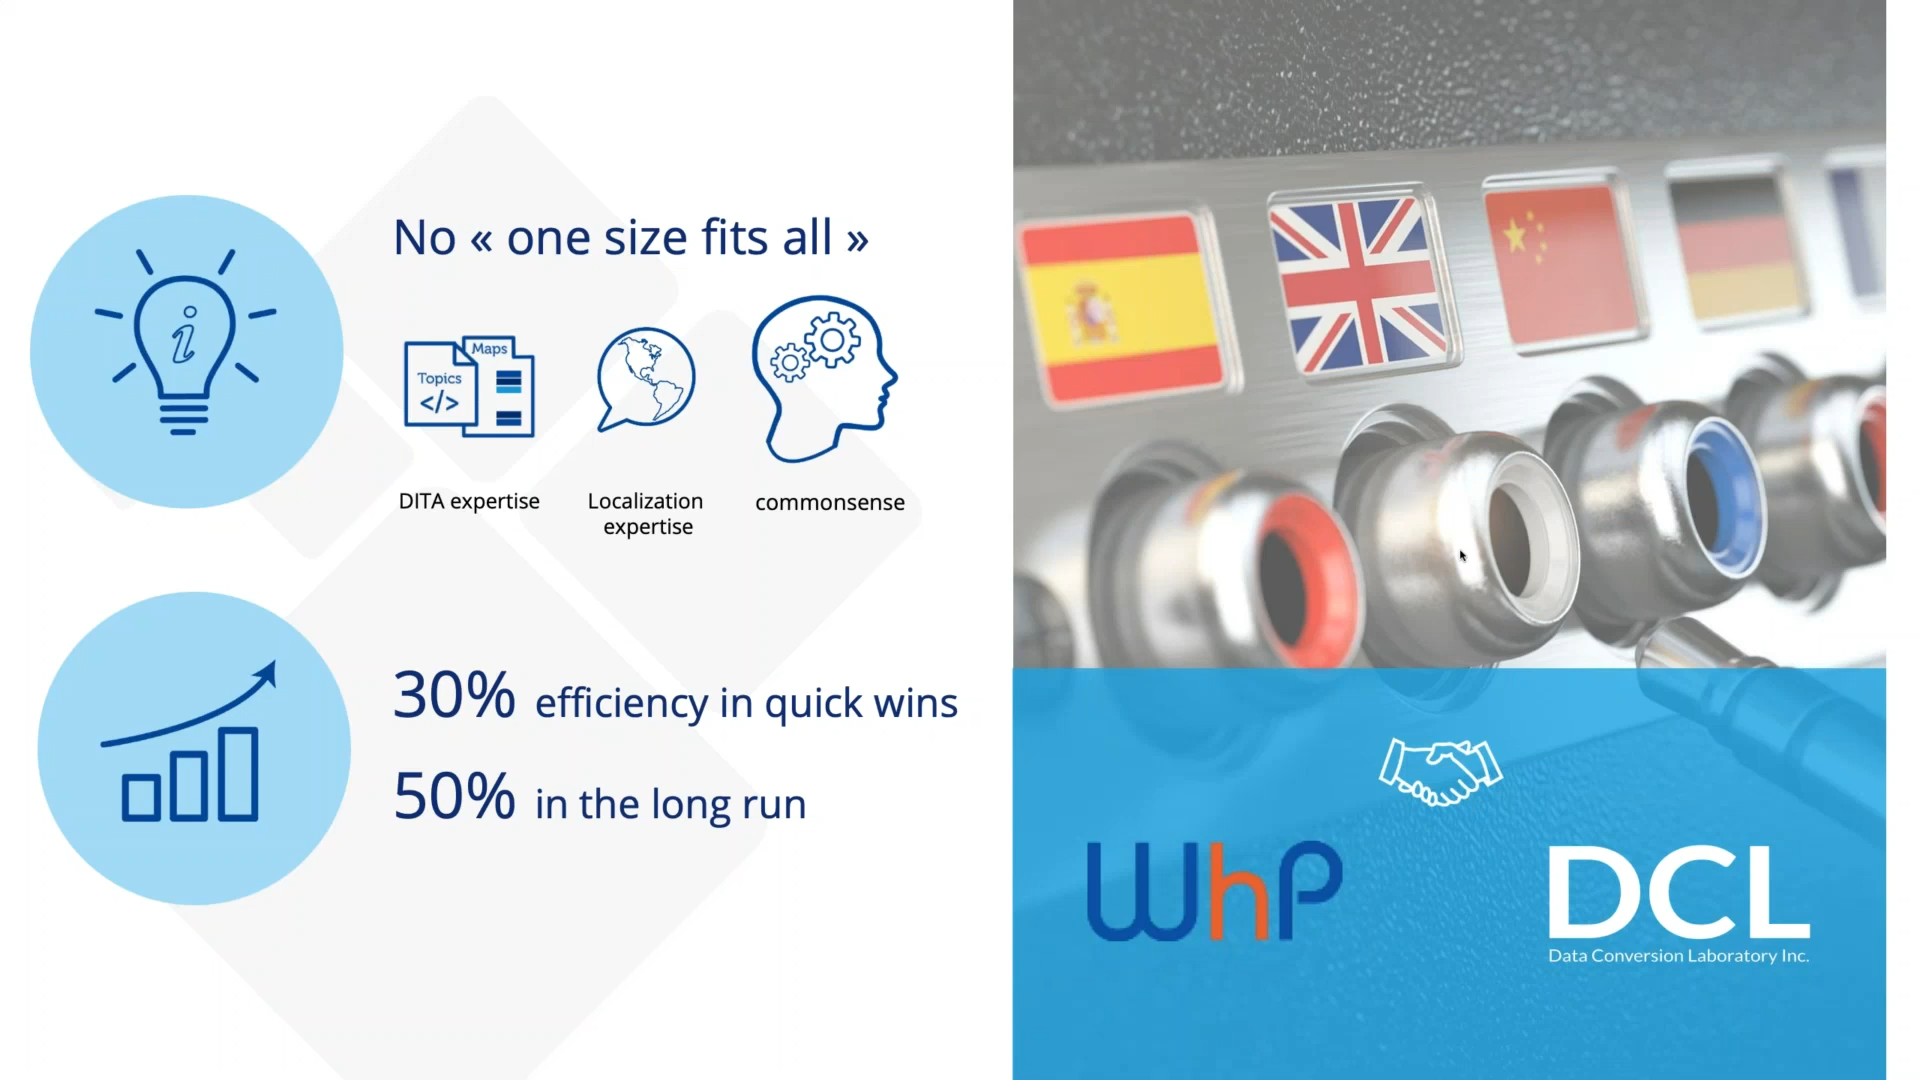 No « one size fits all »
Maps
Topics
</>
DITA expertise
Localization
expertise
commonsense
30% efficiency in quick wins
50% in the long run
WhP
DCL
Data Conversion Laboratory Inc.